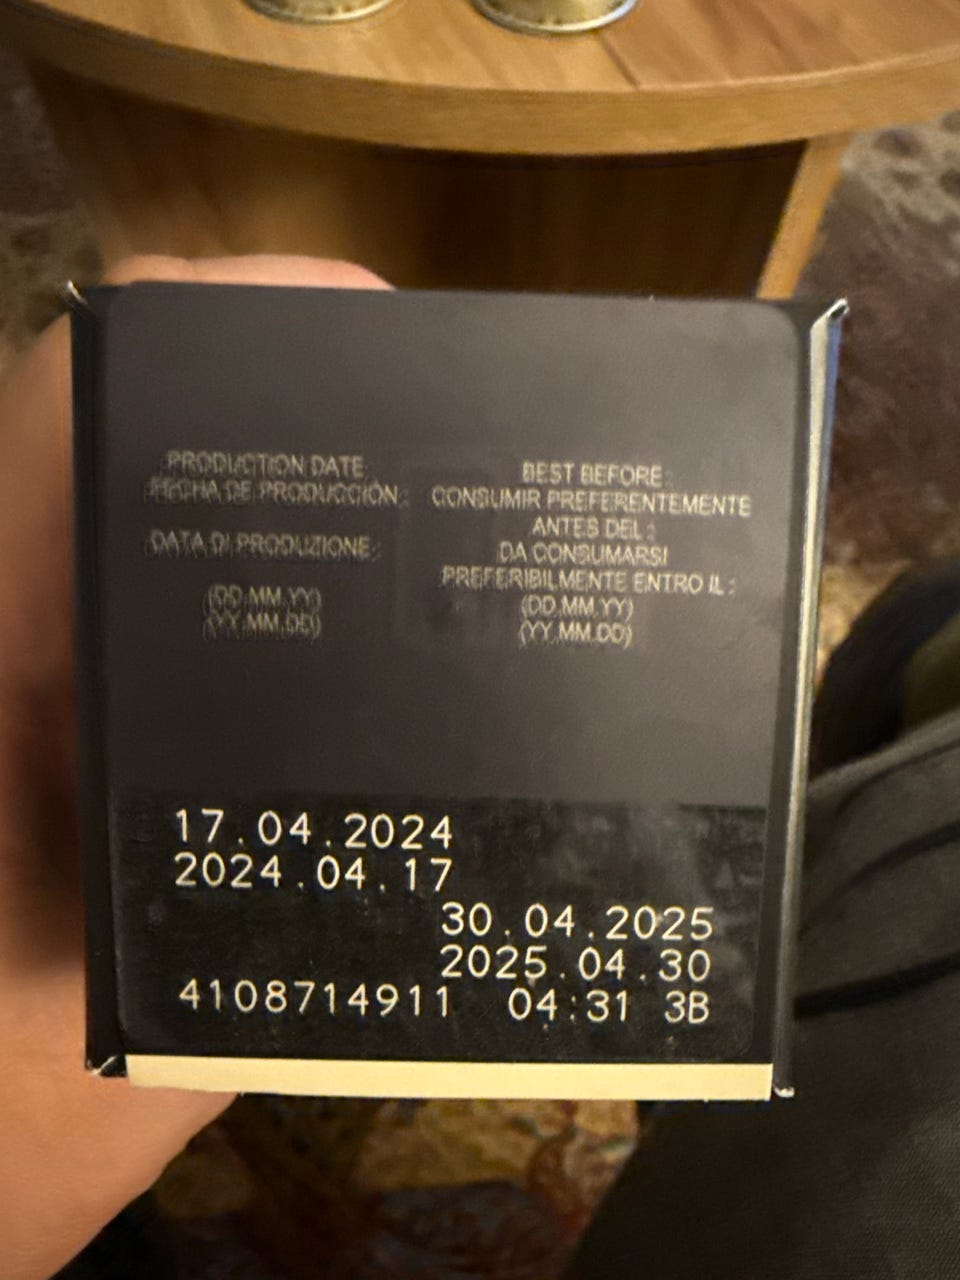 PRODUCTION DATE
FECHA DE PRODUCCIÓN :
DATA DI PRODUZIONE :
(DD.MM.YY)
(YY.MM.DD)
BEST BEFORE :
CONSUMIR PREFERENTEMENTE
ANTES DEL :
DA CONSUMARSI
PREFERIBILMENTE ENTRO IL :
(DD.MM.YY)
(YY.MM.DD)
17.04.2024
2024.04.17
30.04.2025
2025.04.30
4108714911 04:31 3B